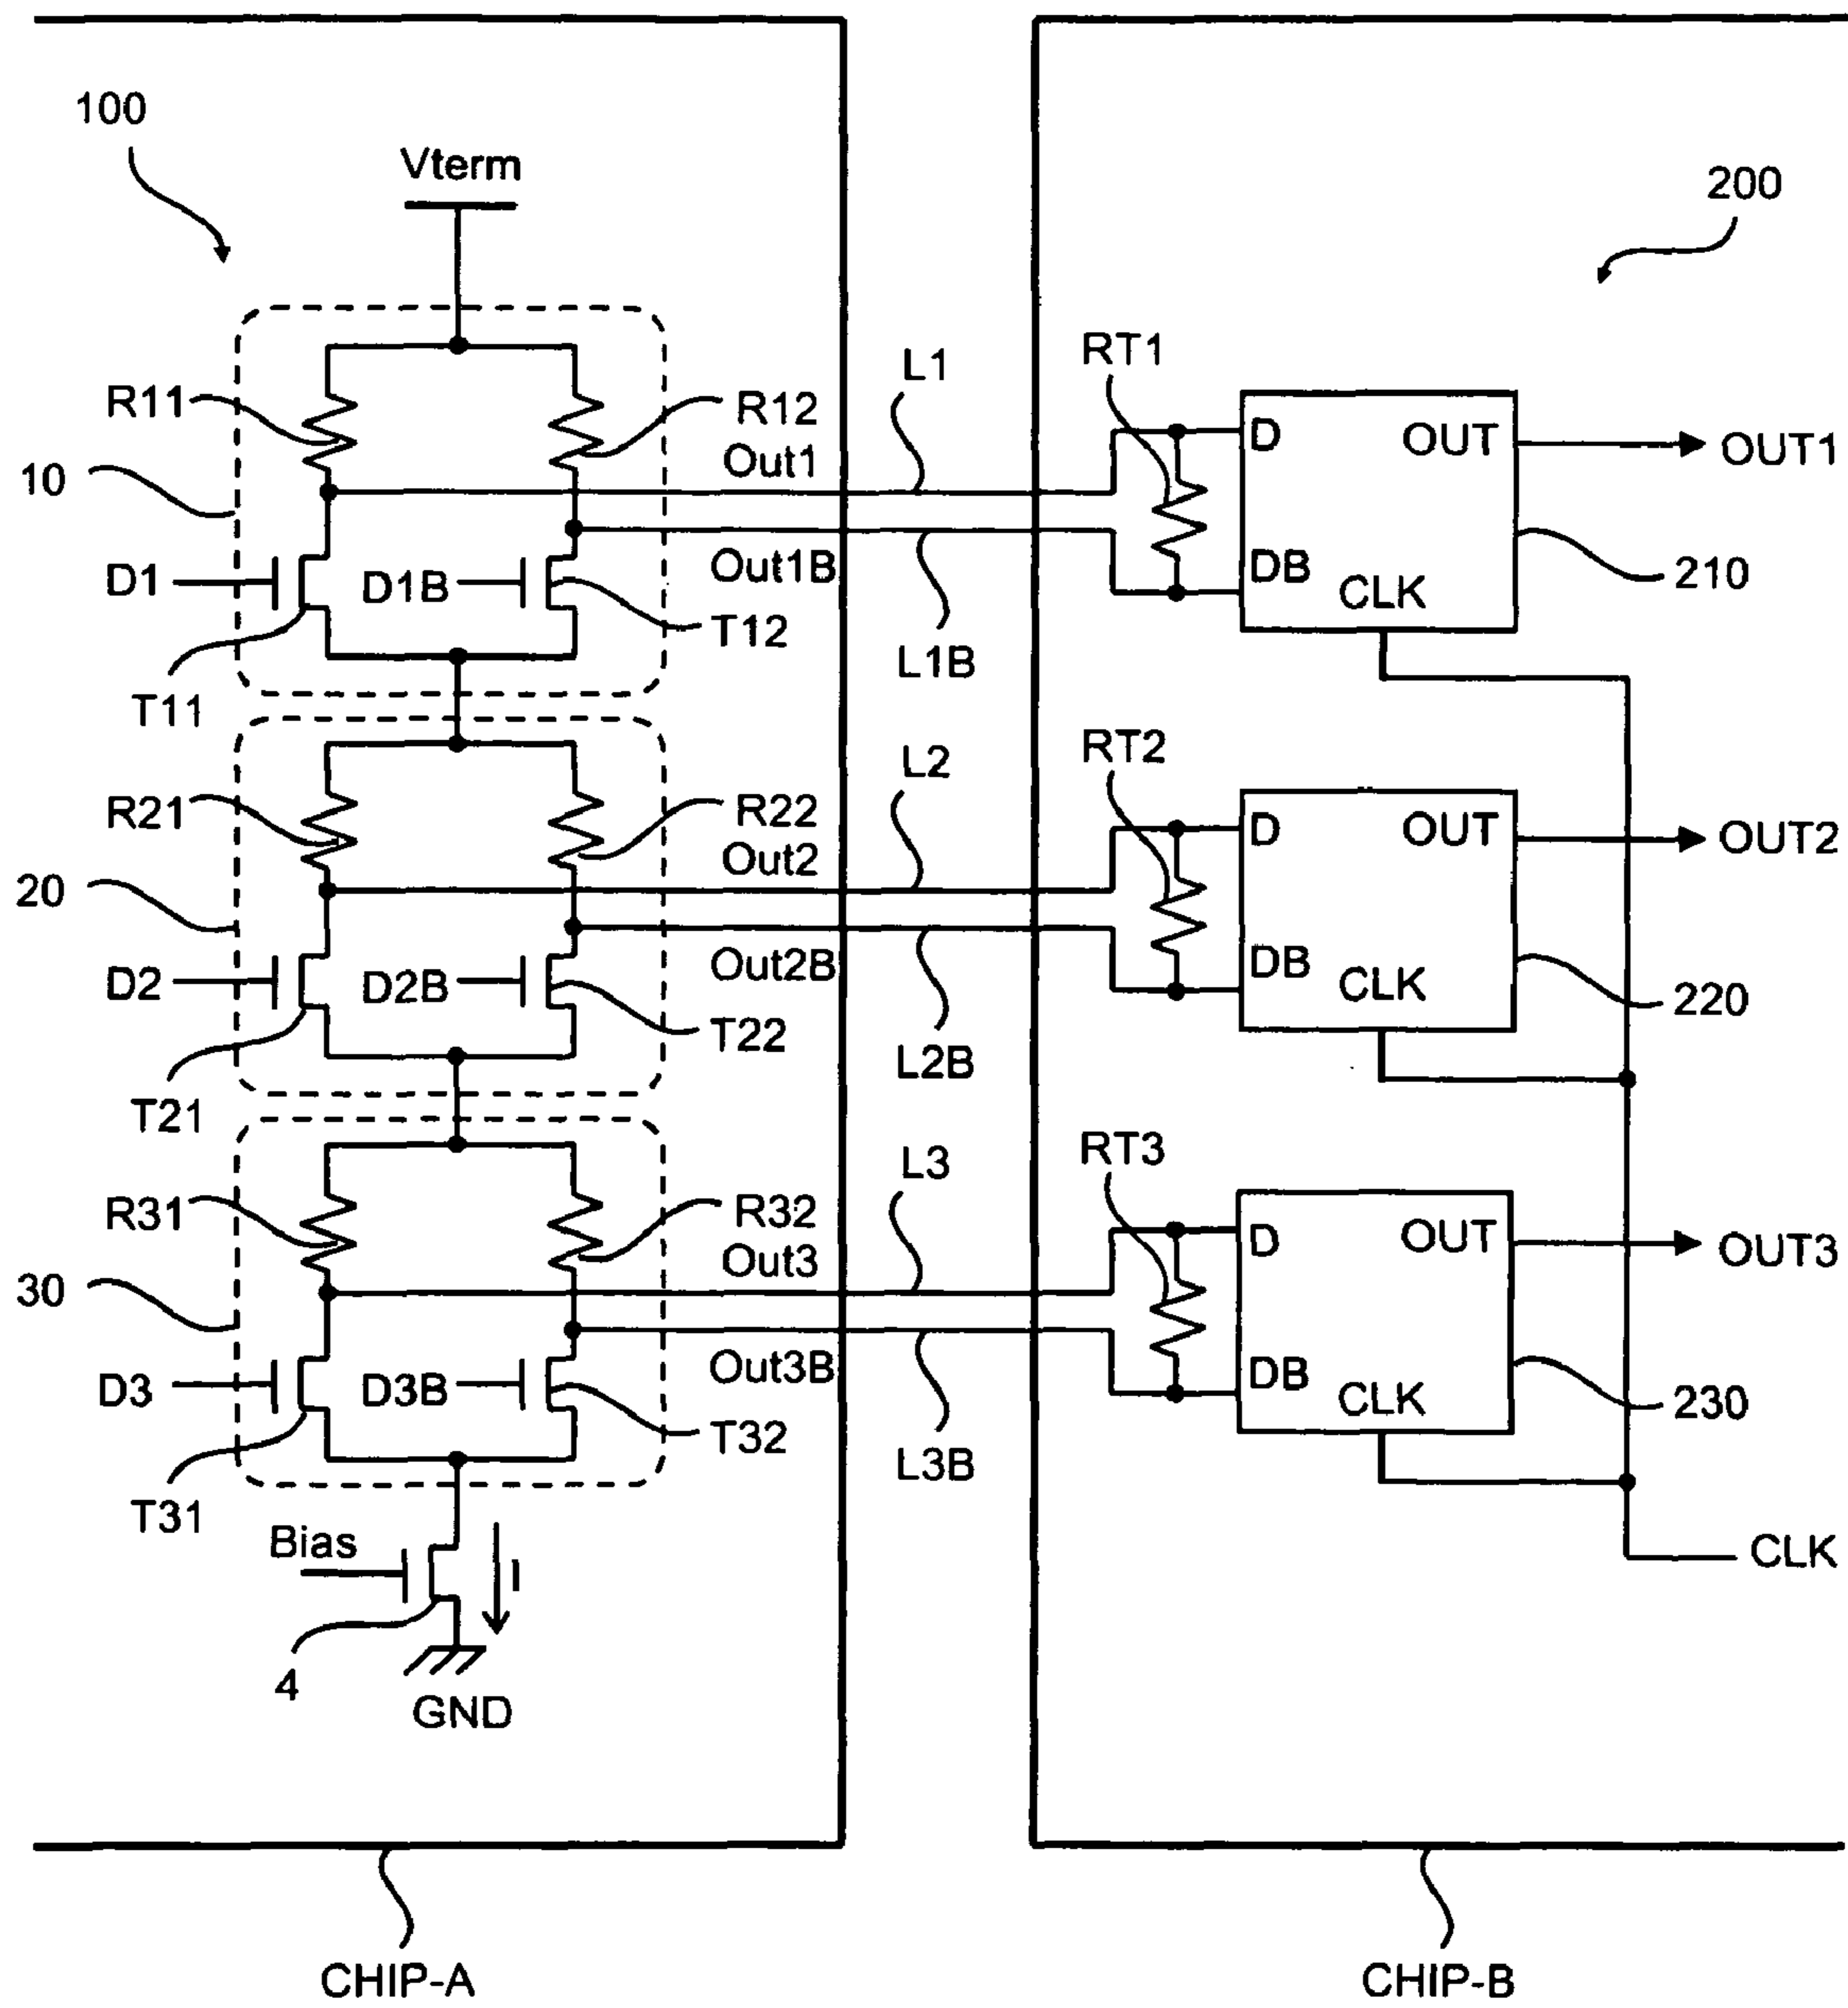 100
Vterm
200
R11
R12
L1
RT1
D
OUT
OUT1
10
Out1
D1
D1B
Out1B
DB
CLK
210
T12
L1B
T11
L2
RT2
R21
R22
Out2
D
OUT
OUT2
20
D2
D2B
Out2B
DB
CLK
220
T22
L2B
T21
L3
RT3
R31
R32
Out3
D
OUT
OUT3
30
D3
D3B
Out3B
DB
CLK
230
T32
L3B
T31
Bias
I
CLK
4
GND
CHIP-A
CHIP-B